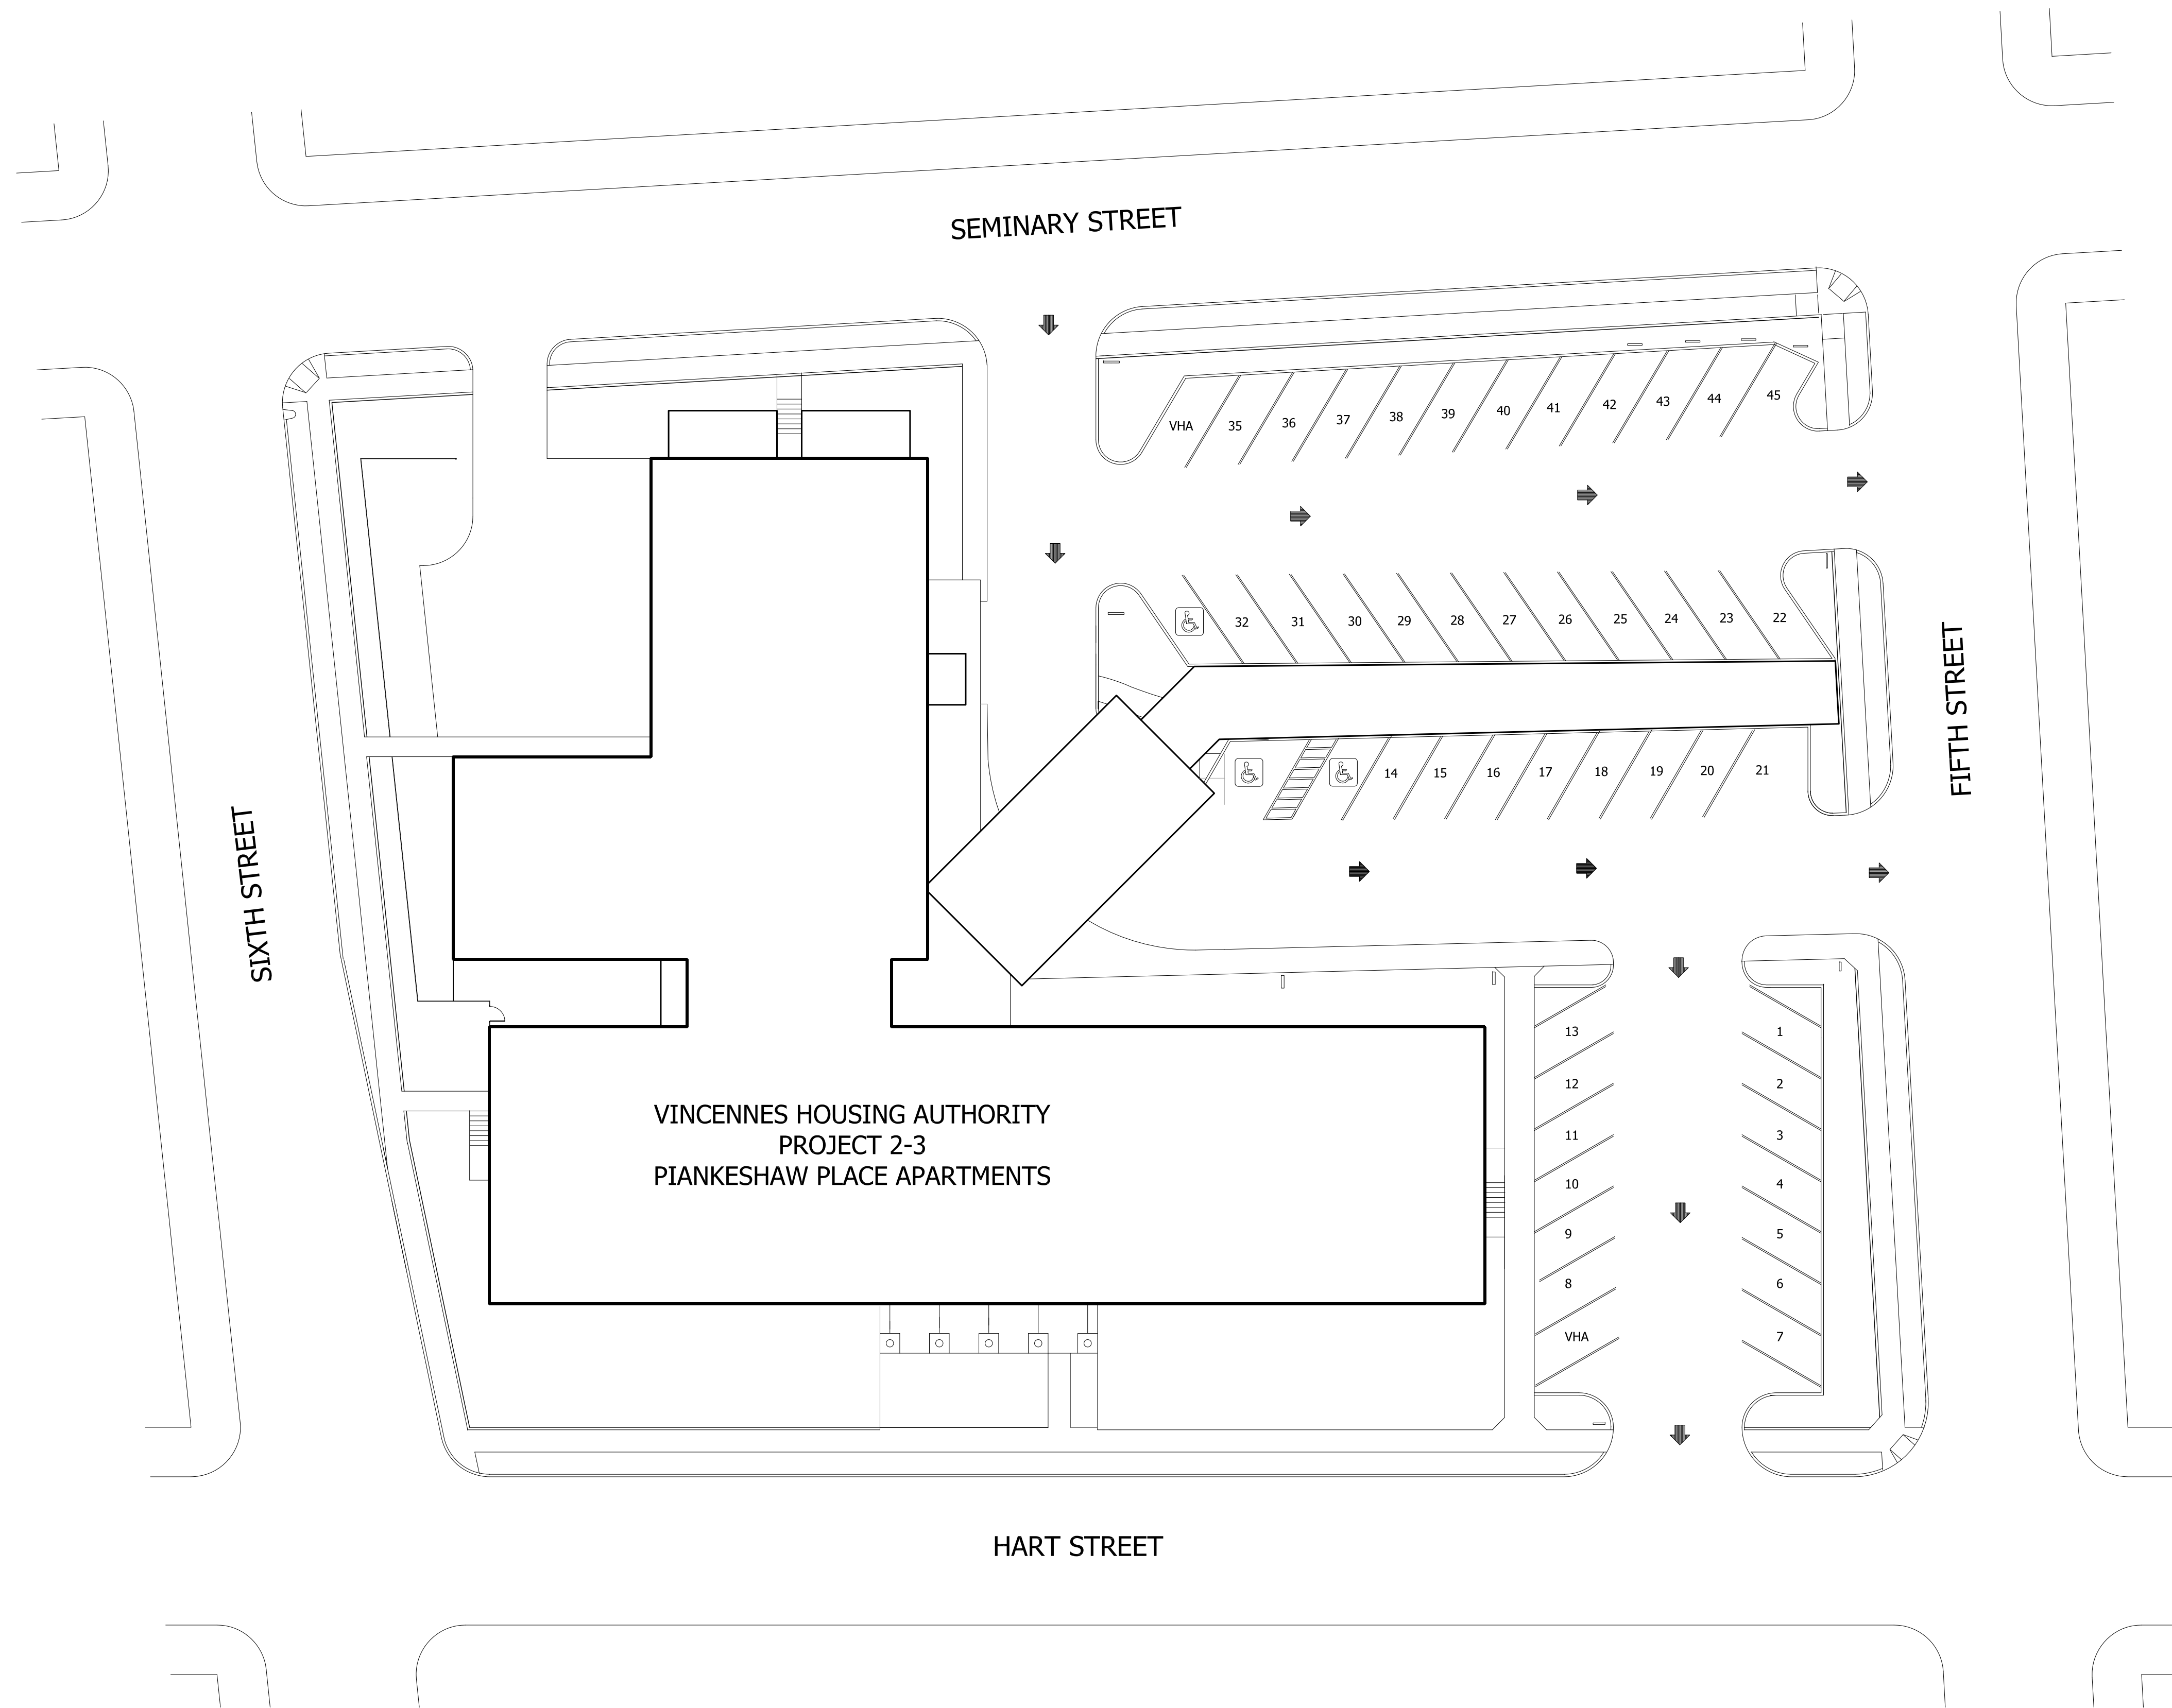 SEMINARY STREET
VHA 35 36 37 38 39 40 41 42 43 44 45
32 31 30 29 28 27 26 25 24 23 22
14 15 16 17 18 19 20 21
SIXTH STREET
FIFTH STREET
13 1
12 2
11 3
10 4
9 5
8 6
VHA 7
VINCENNES HOUSING AUTHORITY
PROJECT 2-3
PIANKESHAW PLACE APARTMENTS
HART STREET